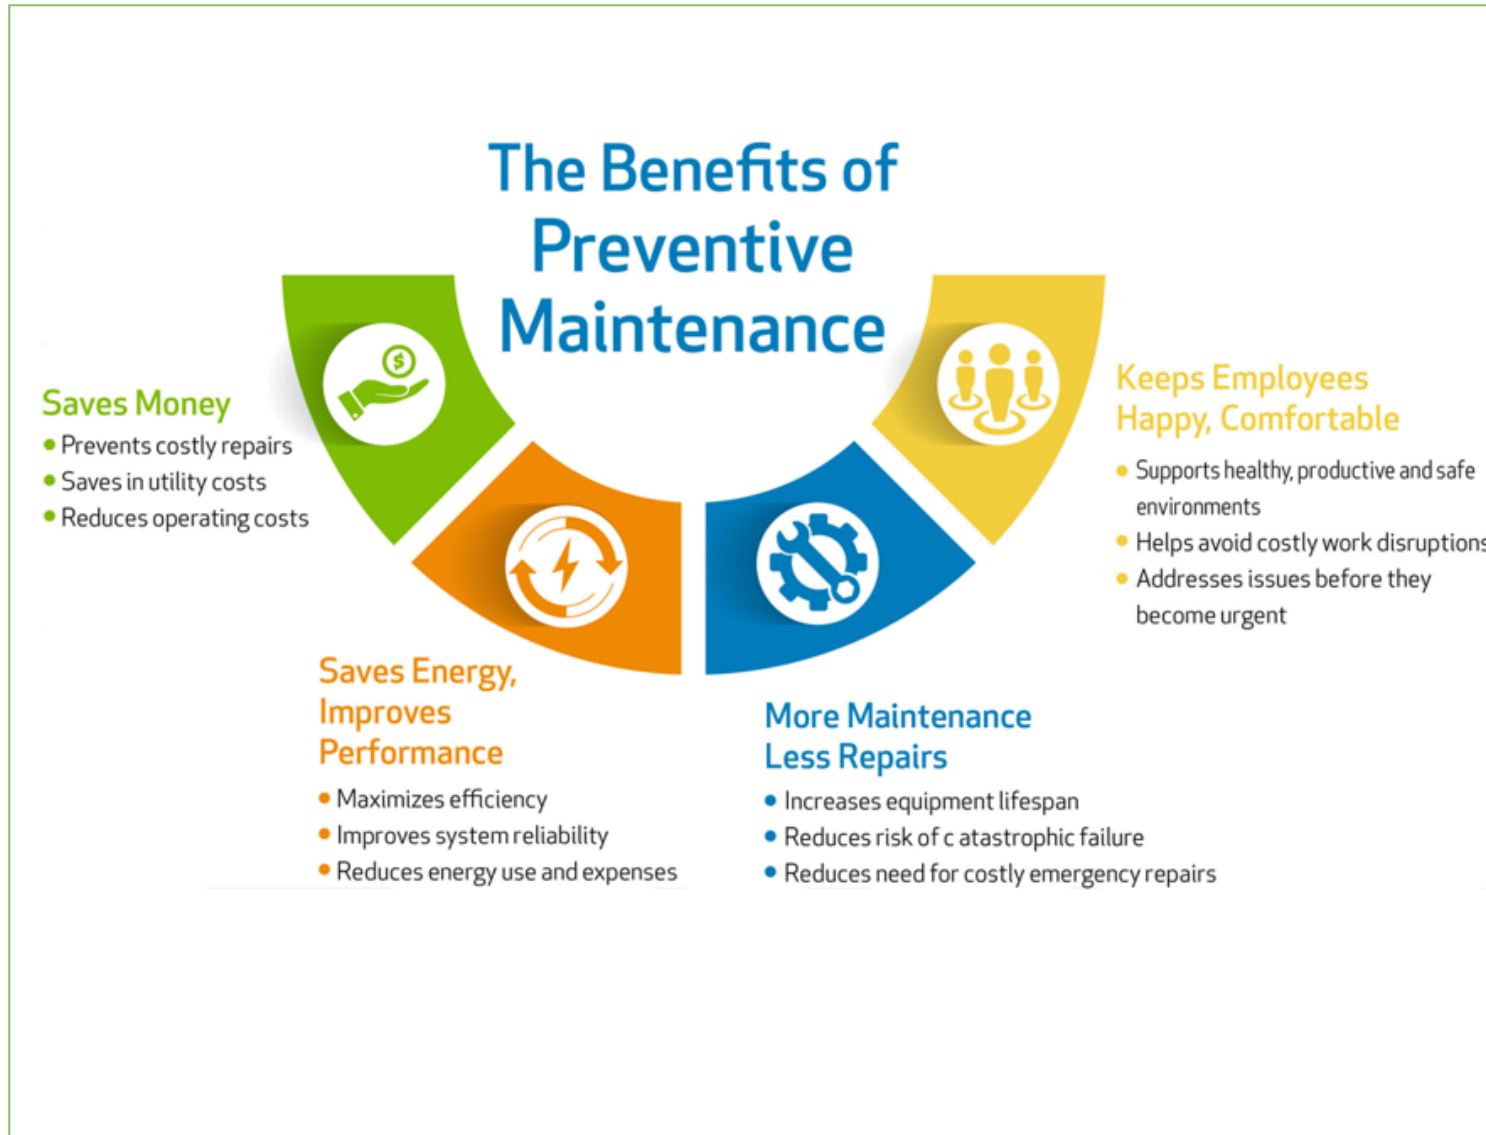 The Benefits of
Preventive
Maintenance
Saves Money
• Prevents costly repairs
• Saves in utility costs
• Reduces operating costs
Saves Energy,
Improves
Performance
• Maximizes efficiency
• Improves system reliability
• Reduces energy use and expenses
More Maintenance
Less Repairs
• Increases equipment lifespan
• Reduces risk of c atastrophic failure
• Reduces need for costly emergency repairs
Keeps Employees
Happy, Comfortable
• Supports healthy, productive and safe
environments
• Helps avoid costly work disruptions
• Addresses issues before they
become urgent
$